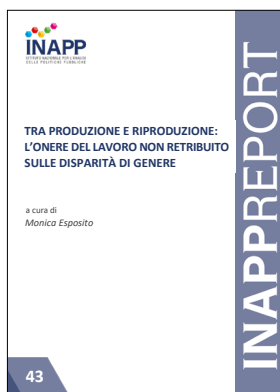 INAPP
ISTITUTO NAZIONALE PER L'ANALISI
DELLE POLITICHE PUBBLICHE
TRA PRODUZIONE E RIPRODUZIONE:
L'ONERE DEL LAVORO NON RETRIBUITO
SULLE DISPARITÀ DI GENERE
a cura di
Monica Esposito
43
INAPPREPORT